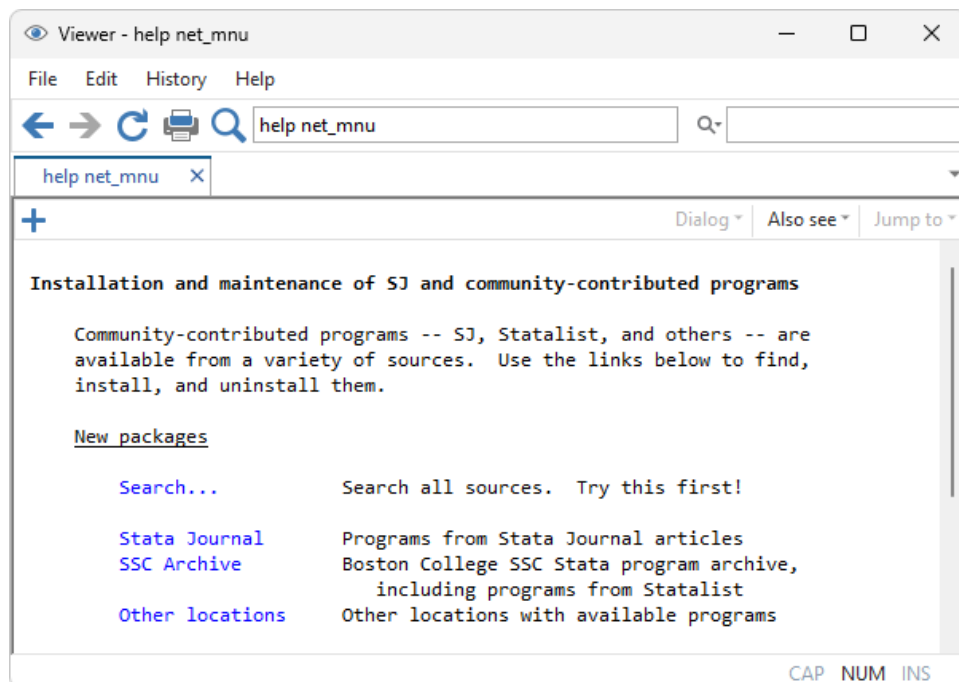 Viewer - help net_mnu
File Edit History Help
help net_mnu
help net_mnu
Dialog Also see Jump to
Installation and maintenance of SJ and community-contributed programs
Community-contributed programs -- SJ, Statalist, and others -- are
available from a variety of sources.  Use the links below to find,
install, and uninstall them.
New packages
Search... Search all sources.  Try this first!
Stata Journal Programs from Stata Journal articles
SSC Archive Boston College SSC Stata program archive,
including programs from Statalist
Other locations Other locations with available programs
CAP NUM INS